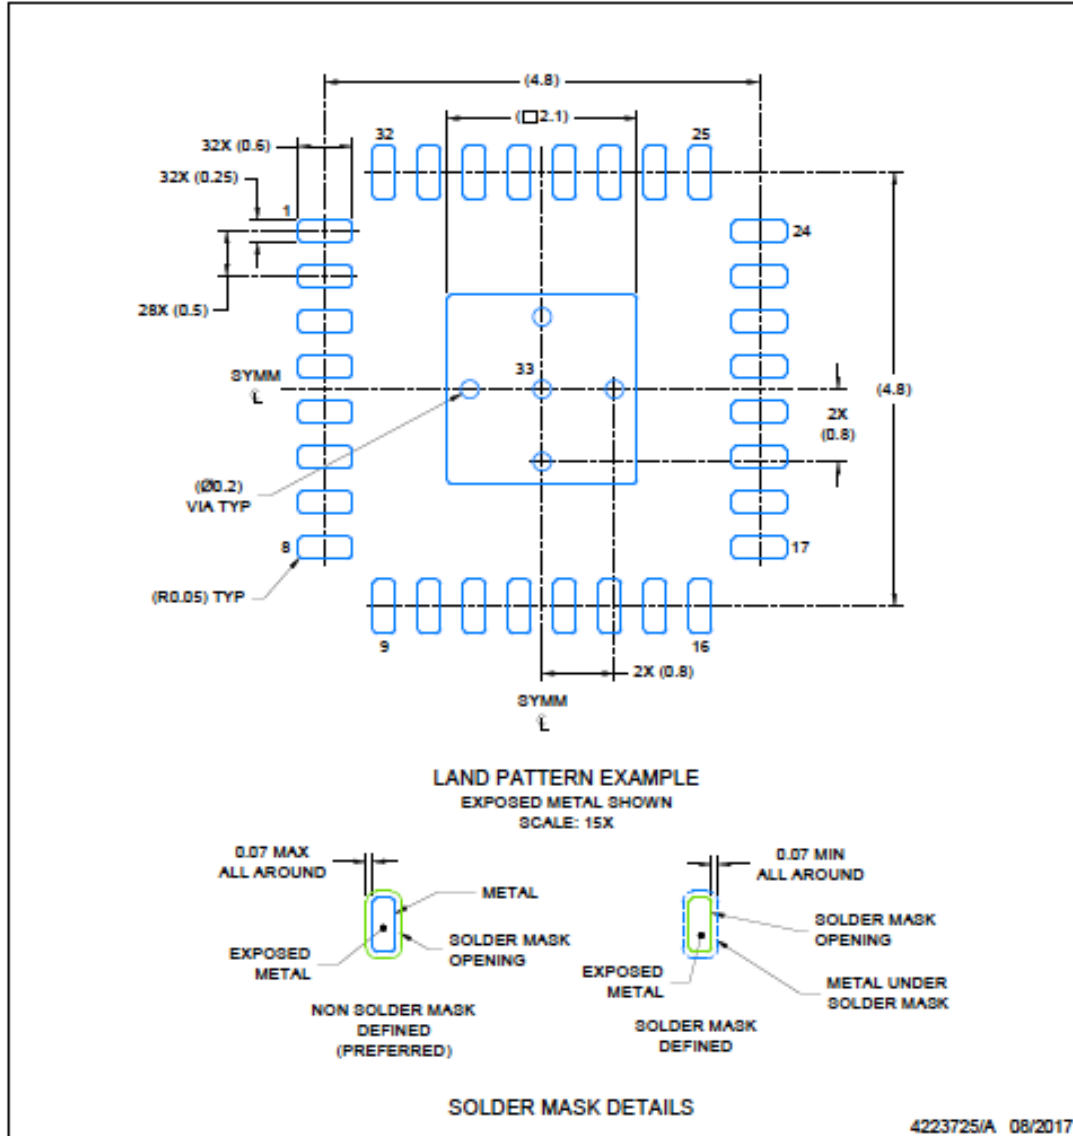 (4.8)
(□2.1)
32X (0.6)
32
25
32X (0.25)
1
24
28X (0.5)
33
SYMM
℄
(4.8)
2X
(0.8)
(Ø0.2)
VIA TYP
8
17
(R0.05) TYP
9
16
2X (0.8)
SYMM
℄
LAND PATTERN EXAMPLE
EXPOSED METAL SHOWN
SCALE: 15X
0.07 MAX
ALL AROUND
METAL
EXPOSED
METAL
SOLDER MASK
OPENING
NON SOLDER MASK
DEFINED
(PREFERRED)
0.07 MIN
ALL AROUND
SOLDER MASK
OPENING
EXPOSED
METAL
METAL UNDER
SOLDER MASK
SOLDER MASK
DEFINED
SOLDER MASK DETAILS
4223725/A 08/2017